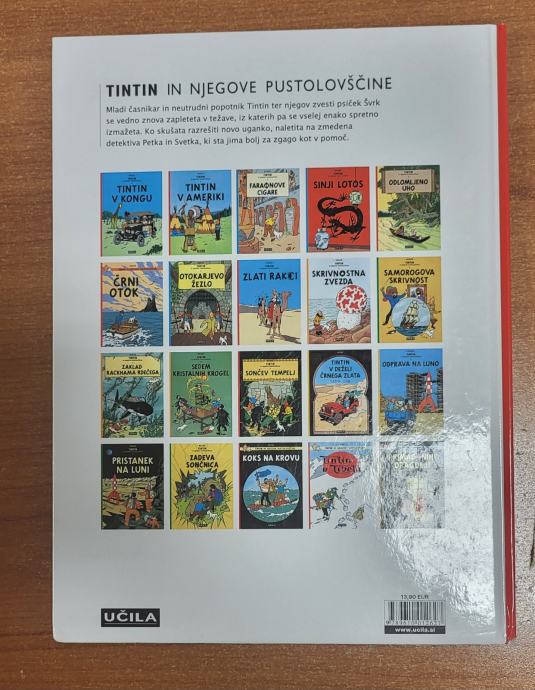 TINTIN IN NJEGOVE PUSTOLOVŠČINE
Mladi časnikar in neutrudni popotnik Tintin ter njegov zvesti psiček Švrk
se vedno znova zapleteta v težave, iz katerih pa se vselej enako spretno
izmažeta. Ko skušata razrešiti novo uganko, naletita na zmedena
detektiva Petka in Svetka, ki sta jima bolj za zgago kot v pomoč.
TINTIN
V KONGU
TINTIN
V AMERIKI
FARAONOVE
CIGARE
SINJI LOTOS
ODLOMLJENO
UHO
ČRNI
OTOK
OTOKARJEVO
ŽEZLO
ZLATI RAKCI
SKRIVNOSTNA
ZVEZDA
SAMOROGOVA
SKRIVNOST
ZAKLAD
RACKHAMA RDEČEGA
SEDEM
KRISTALNIH KROGEL
SONČEV TEMPELJ
TINTIN
V DEŽELI
ČRNEGA ZLATA
ODPRAVA NA LUNO
PRISTANEK
NA LUNI
ZADEVA
SONČNICA
KOKS NA KROVU
Tintin
v Tibetu
13,90 EUR
www.ucila.si
UČILA